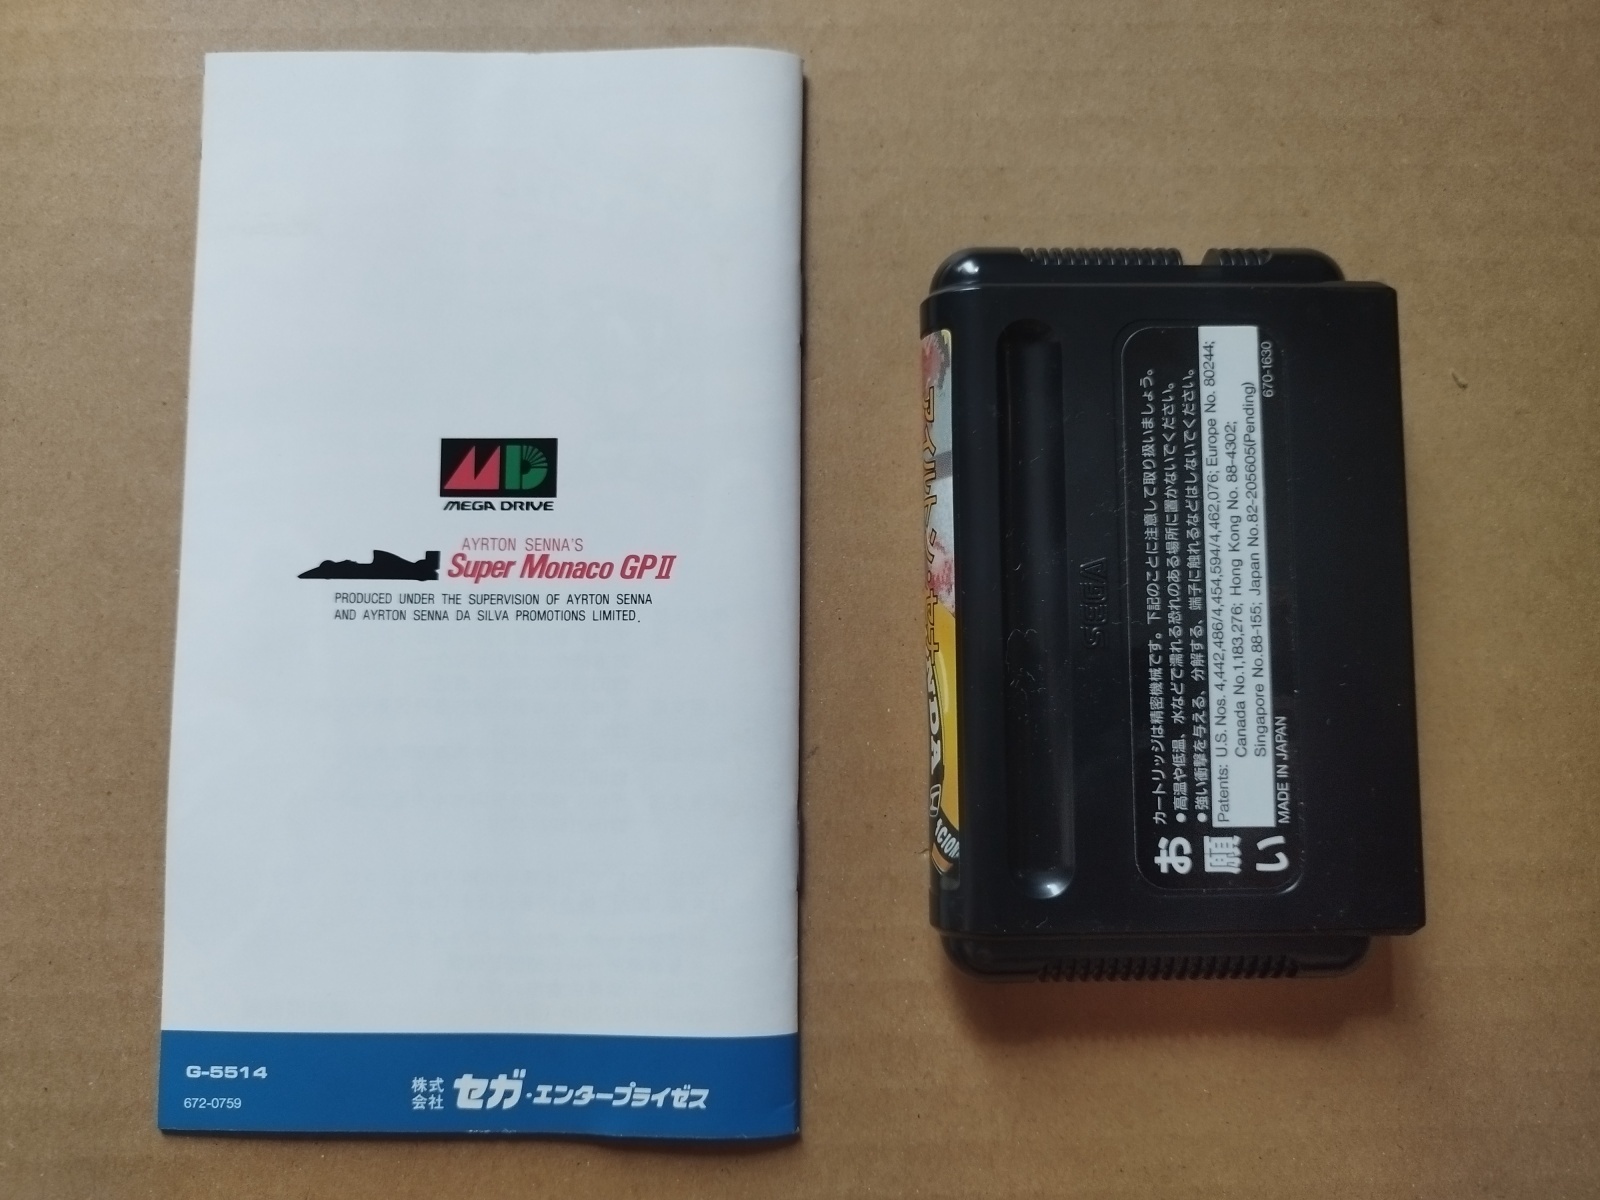 MD
MEGA DRIVE
AYRTON SENNA'S
Super Monaco GP II
PRODUCED UNDER THE SUPERVISION OF AYRTON SENNA
AND AYRTON SENNA DA SILVA PROMOTIONS LIMITED.
G-5514
672-0759
株式会社 セガ・エンタープライゼス
アイルトン・セナ
SEGA
お願い
カートリッジは精密機械です。下記のことに注意して取り扱いましょう。
●高温や低温、水などで濡れる恐れのある場所に置かないでください。
●強い衝撃を与える、分解する、端子に触れるなどはしないでください。
Patents: U.S. Nos. 4,442,486/4,454,594/4,462,076; Europe No. 80244;
Canada No.1,183,276; Hong Kong No. 88-4302;
Singapore No.88-155; Japan No.82-205605(Pending)
MADE IN JAPAN
670-1630